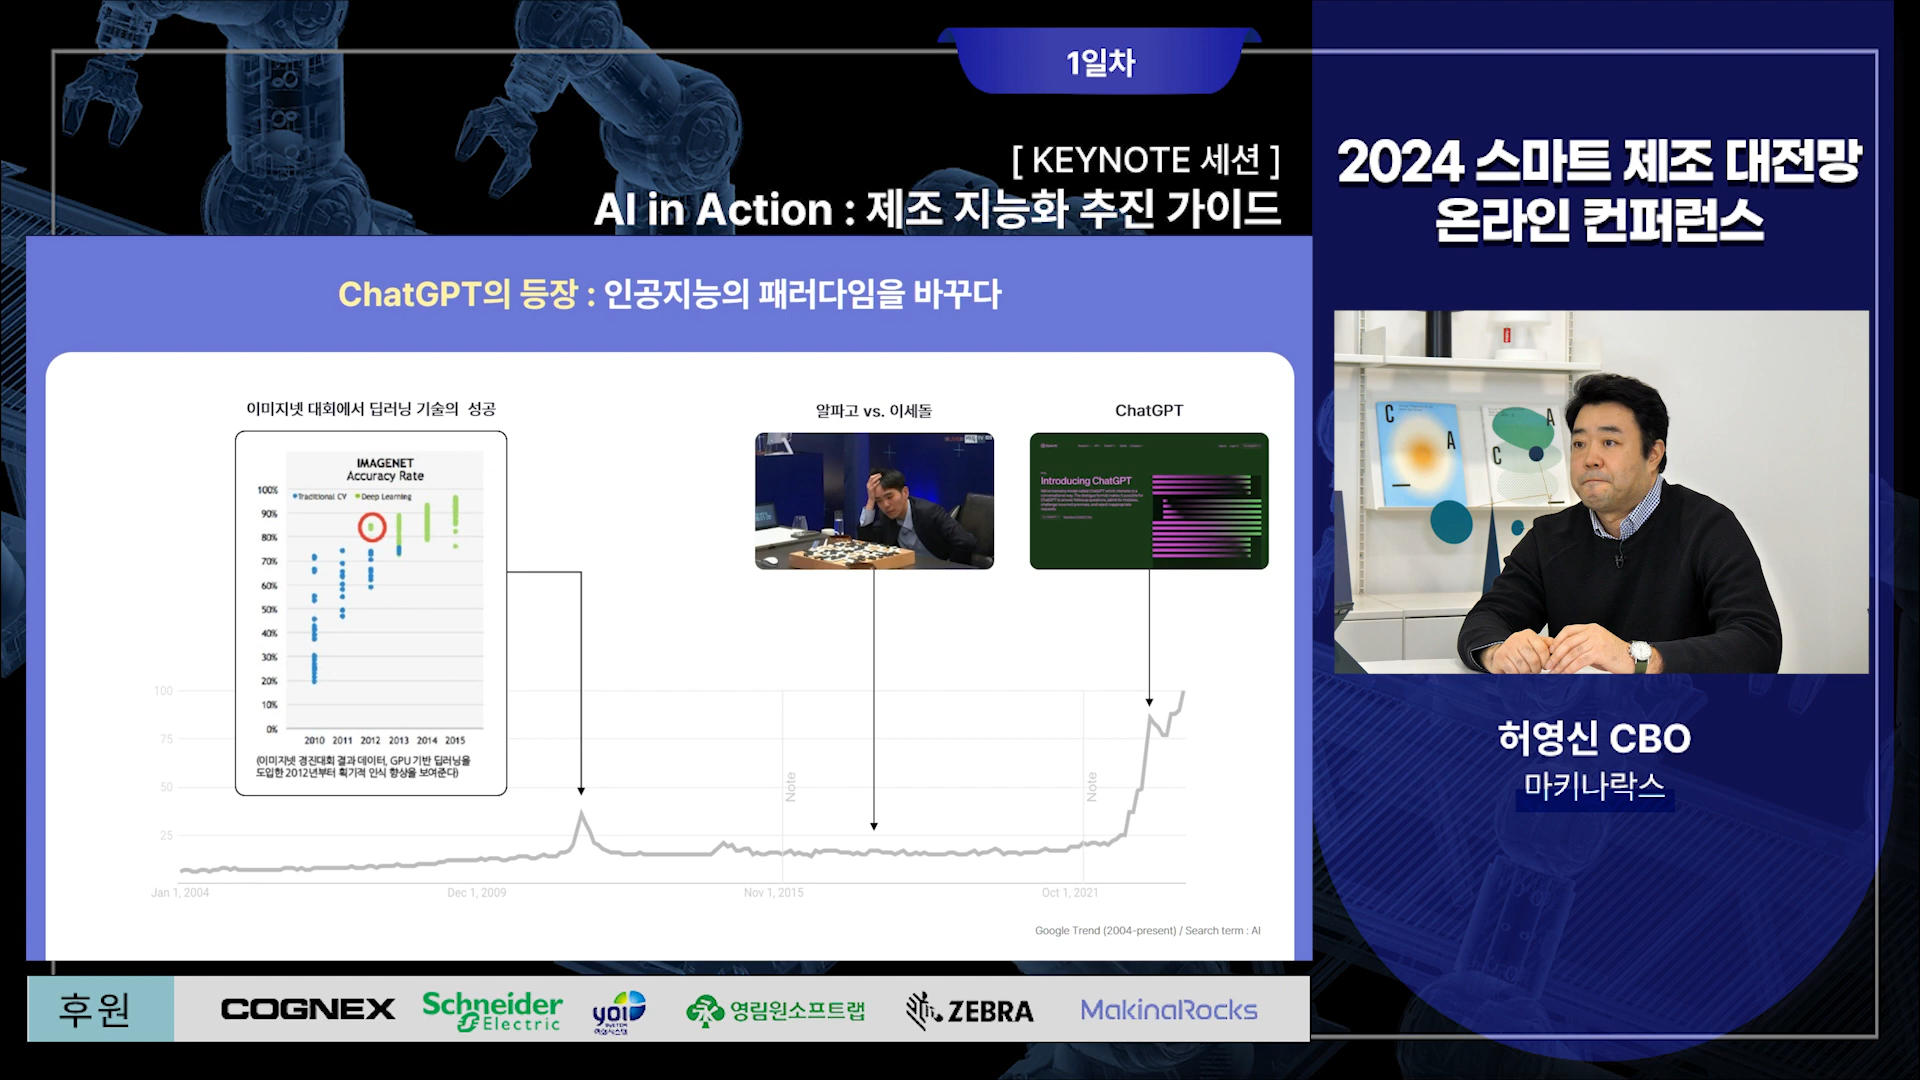 1일차
[ KEYNOTE 세션 ]
AI in Action : 제조 지능화 추진 가이드
2024 스마트 제조 대전망
온라인 컨퍼런스
ChatGPT의 등장 : 인공지능의 패러다임을 바꾸다
이미지넷 대회에서 딥러닝 기술의 성공
IMAGENET
Accuracy Rate
Traditional CV
Deep Learning
100%
90%
80%
70%
60%
50%
40%
30%
20%
10%
0%
2010 2011 2012 2013 2014 2015
(이미지넷 경진대회 결과 데이터, GPU 기반 딥러닝을
도입한 2012년부터 획기적 인식 향상을 보여준다)
알파고 vs. 이세돌
ChatGPT
Introducing ChatGPT
100
75
50
25
Note
Note
Jan 1, 2004
Dec 1, 2009
Nov 1, 2015
Oct 1, 2021
Google Trend (2004-present) / Search term : AI
C
A
C
A
허영신 CBO
마키나락스
후원
COGNEX
Schneider
Electric
yoi
SYSTEM
영림원소프트랩
ZEBRA
MakinaRocks